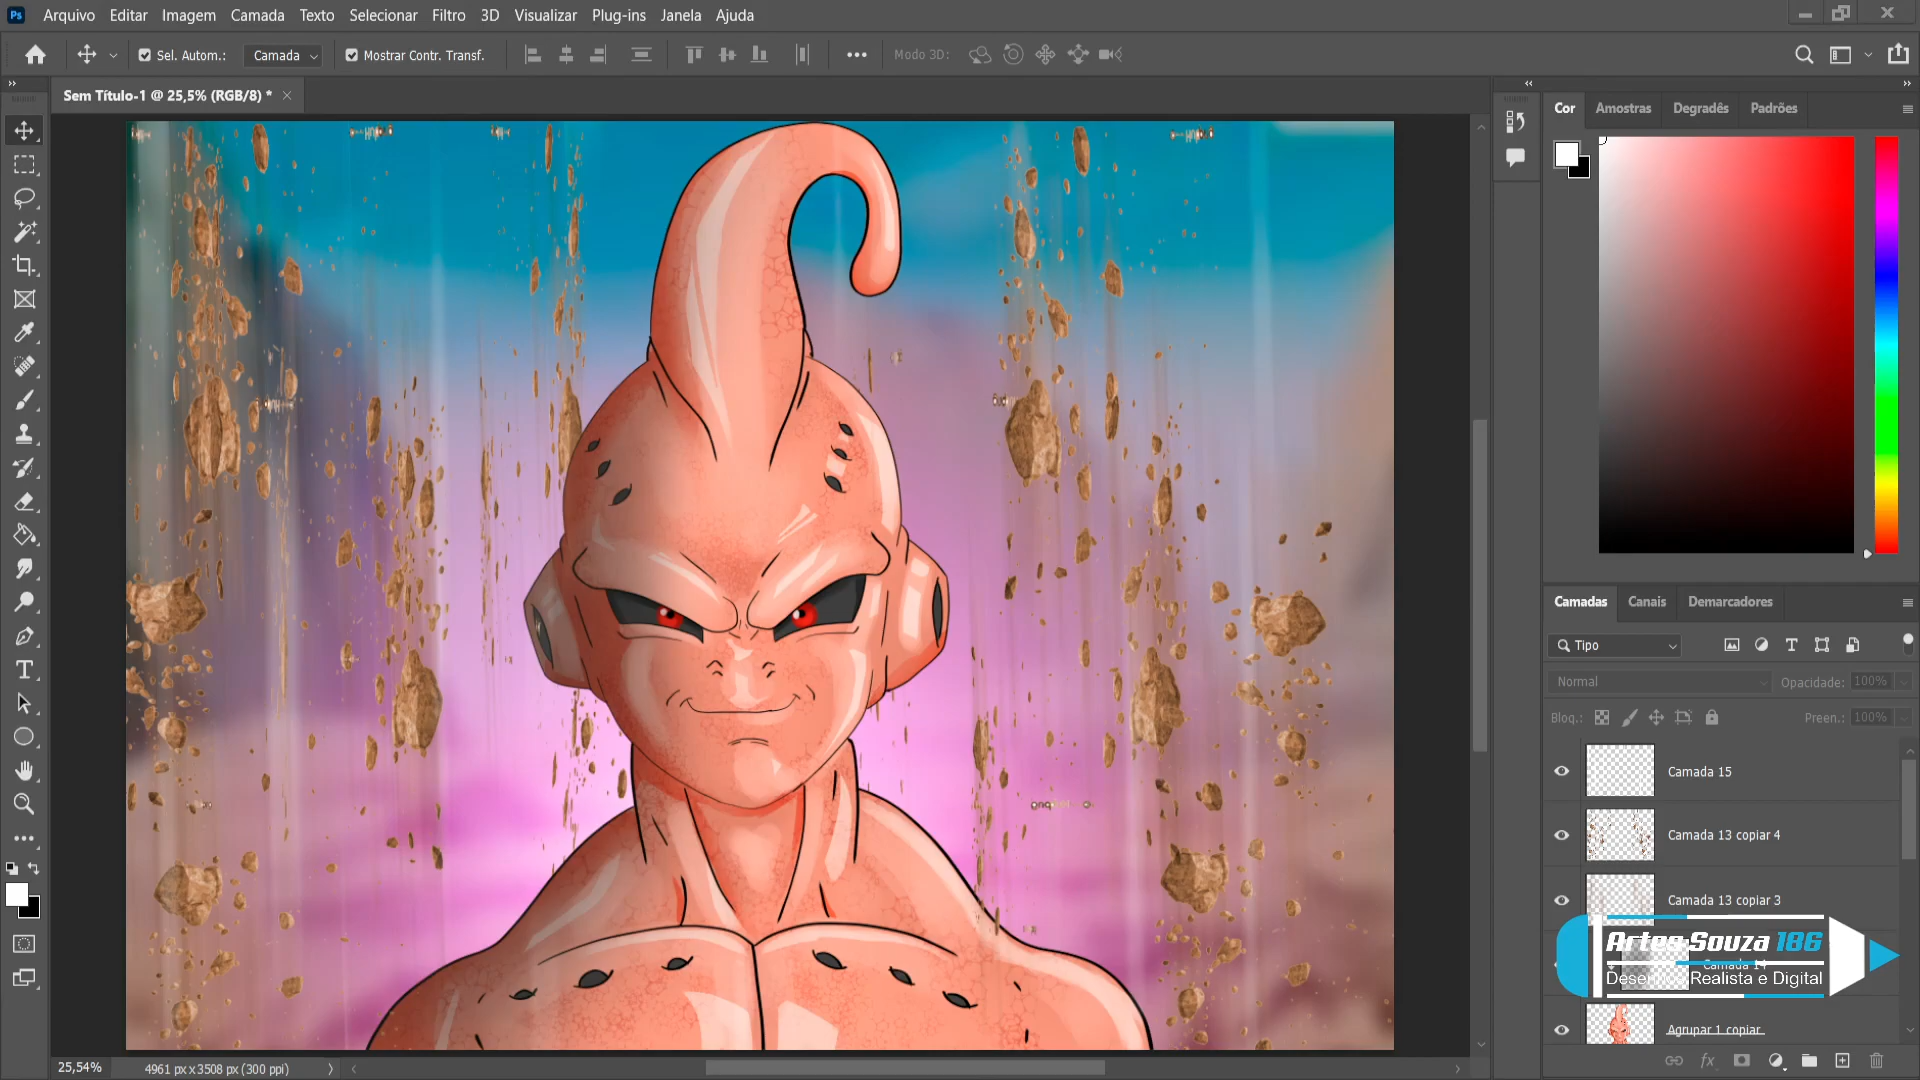 Ps Arquivo Editar Imagem Camada Texto Selecionar Filtro 3D Visualizar Plug-ins Janela Ajuda
Sel. Autom.: Camada Mostrar Contr. Transf. Modo 3D:
Sem Título-1 @ 25,5% (RGB/8) *
Cor Amostras Degradês Padrões
Camadas Canais Demarcadores
Tipo
Normal Opacidade: 100%
Bloq.: Preen.: 100%
Camada 15
Camada 13 copiar 4
Camada 13 copiar 3
Artes Souza 186
Camada 14
Desenho Realista e Digital
Agrupar 1 copiar
fx
25,54% 4961 px x 3508 px (300 ppi)